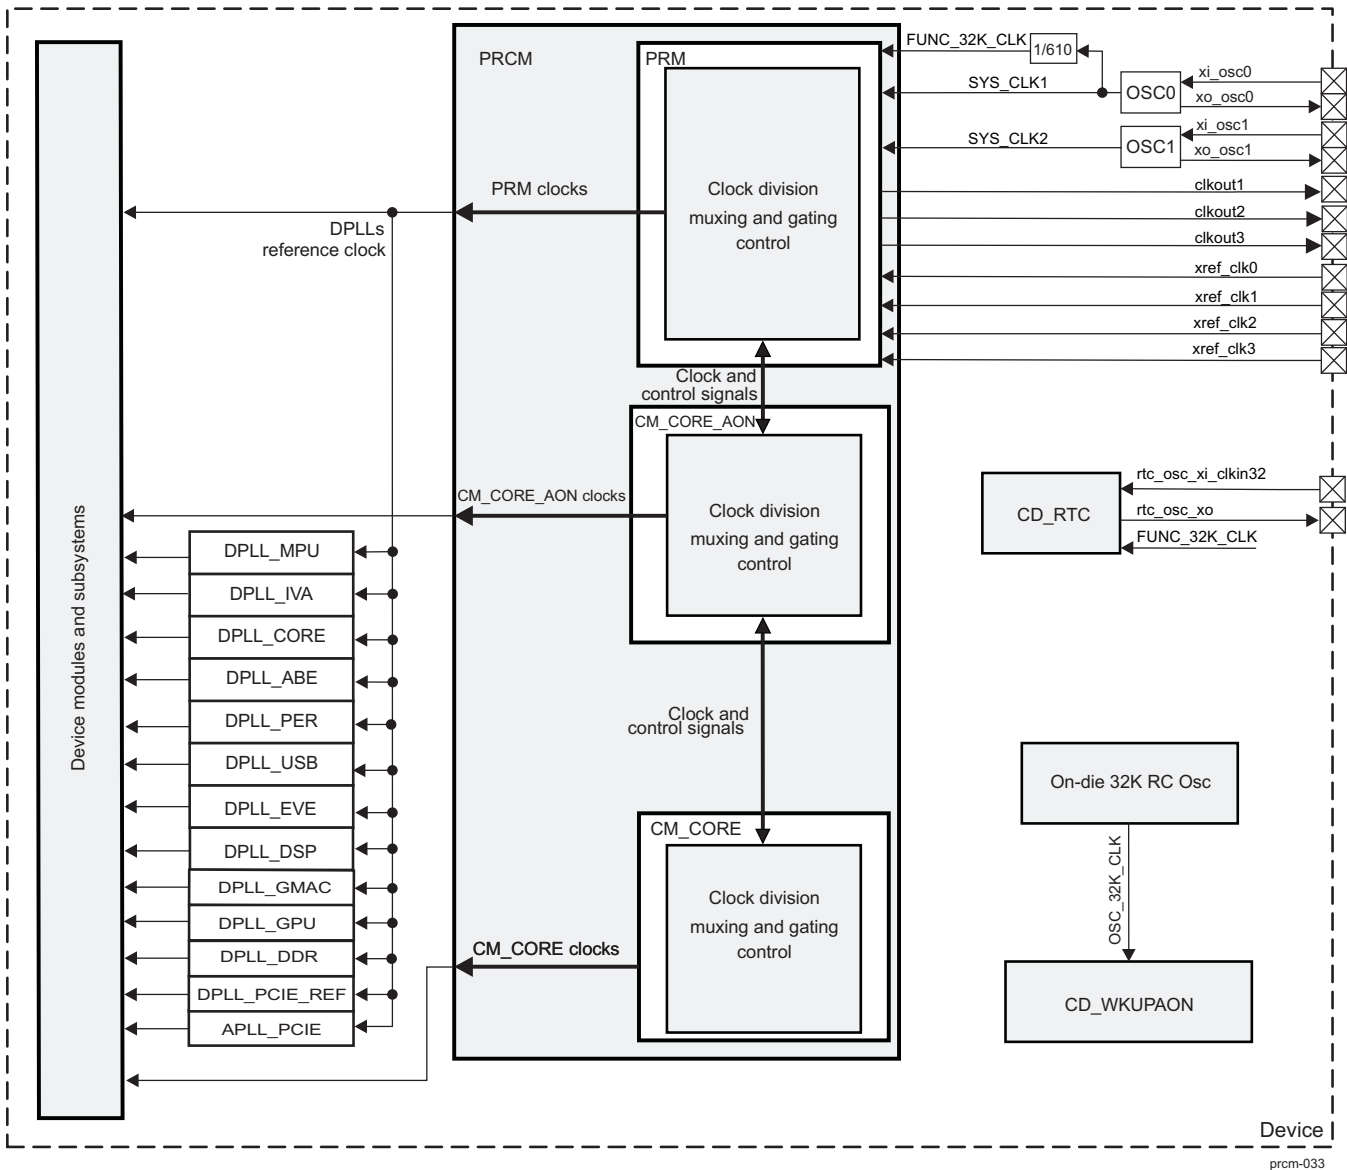 FUNC_32K_CLK
1/610
PRCM
PRM
xi_osc0
SYS_CLK1
OSC0
xo_osc0
xi_osc1
SYS_CLK2
OSC1
xo_osc1
PRM clocks
Clock division
muxing and gating
control
clkout1
clkout2
clkout3
DPLLs
reference clock
xref_clk0
xref_clk1
xref_clk2
xref_clk3
Clock and
control signals
CM_CORE_AON
CM_CORE_AON clocks
Clock division
muxing and gating
control
rtc_osc_xi_clkin32
CD_RTC
rtc_osc_xo
FUNC_32K_CLK
Device modules and subsystems
DPLL_MPU
DPLL_IVA
DPLL_CORE
DPLL_ABE
DPLL_PER
DPLL_USB
DPLL_EVE
DPLL_DSP
DPLL_GMAC
DPLL_GPU
DPLL_DDR
DPLL_PCIE_REF
APLL_PCIE
Clock and
control signals
On-die 32K RC Osc
OSC_32K_CLK
CM_CORE
Clock division
muxing and gating
control
CM_CORE clocks
CD_WKUPAON
Device
prcm-033